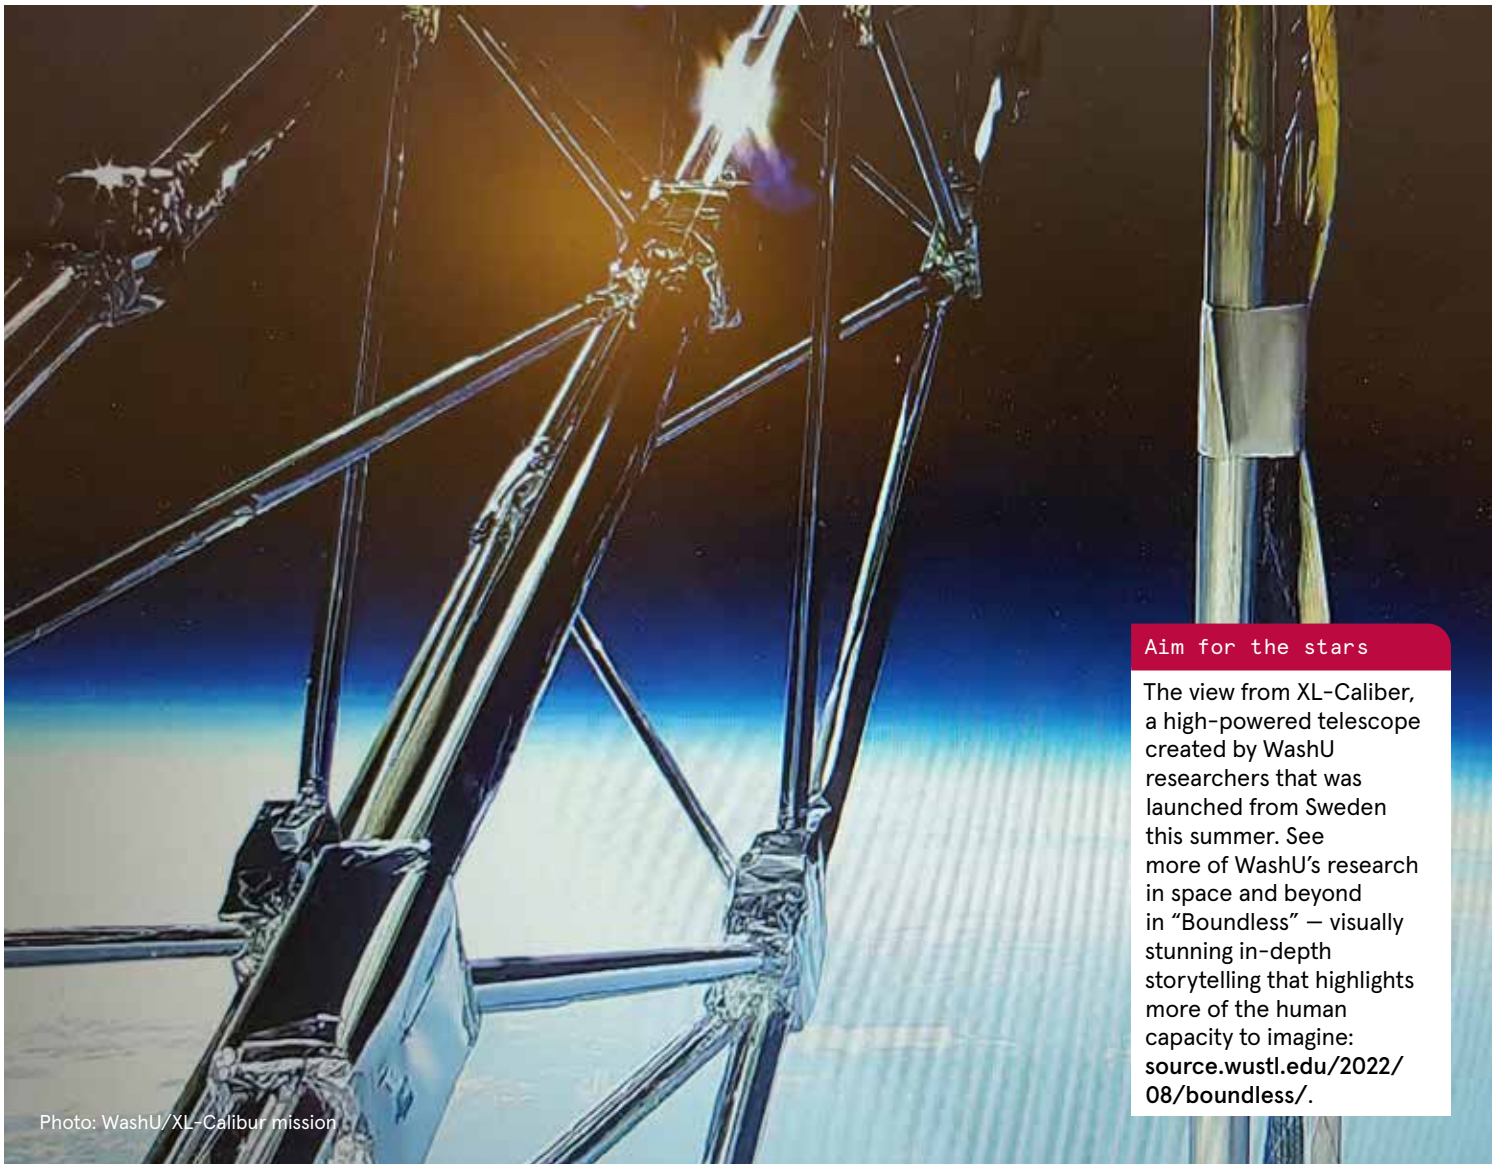 Aim for the stars
The view from XL-Caliber,
a high-powered telescope
created by WashU
researchers that was
launched from Sweden
this summer. See
more of WashU’s research
in space and beyond
in “Boundless” — visually
stunning in-depth
storytelling that highlights
more of the human
capacity to imagine:
source.wustl.edu/2022/
08/boundless/.
Photo: WashU/XL-Calibur mission